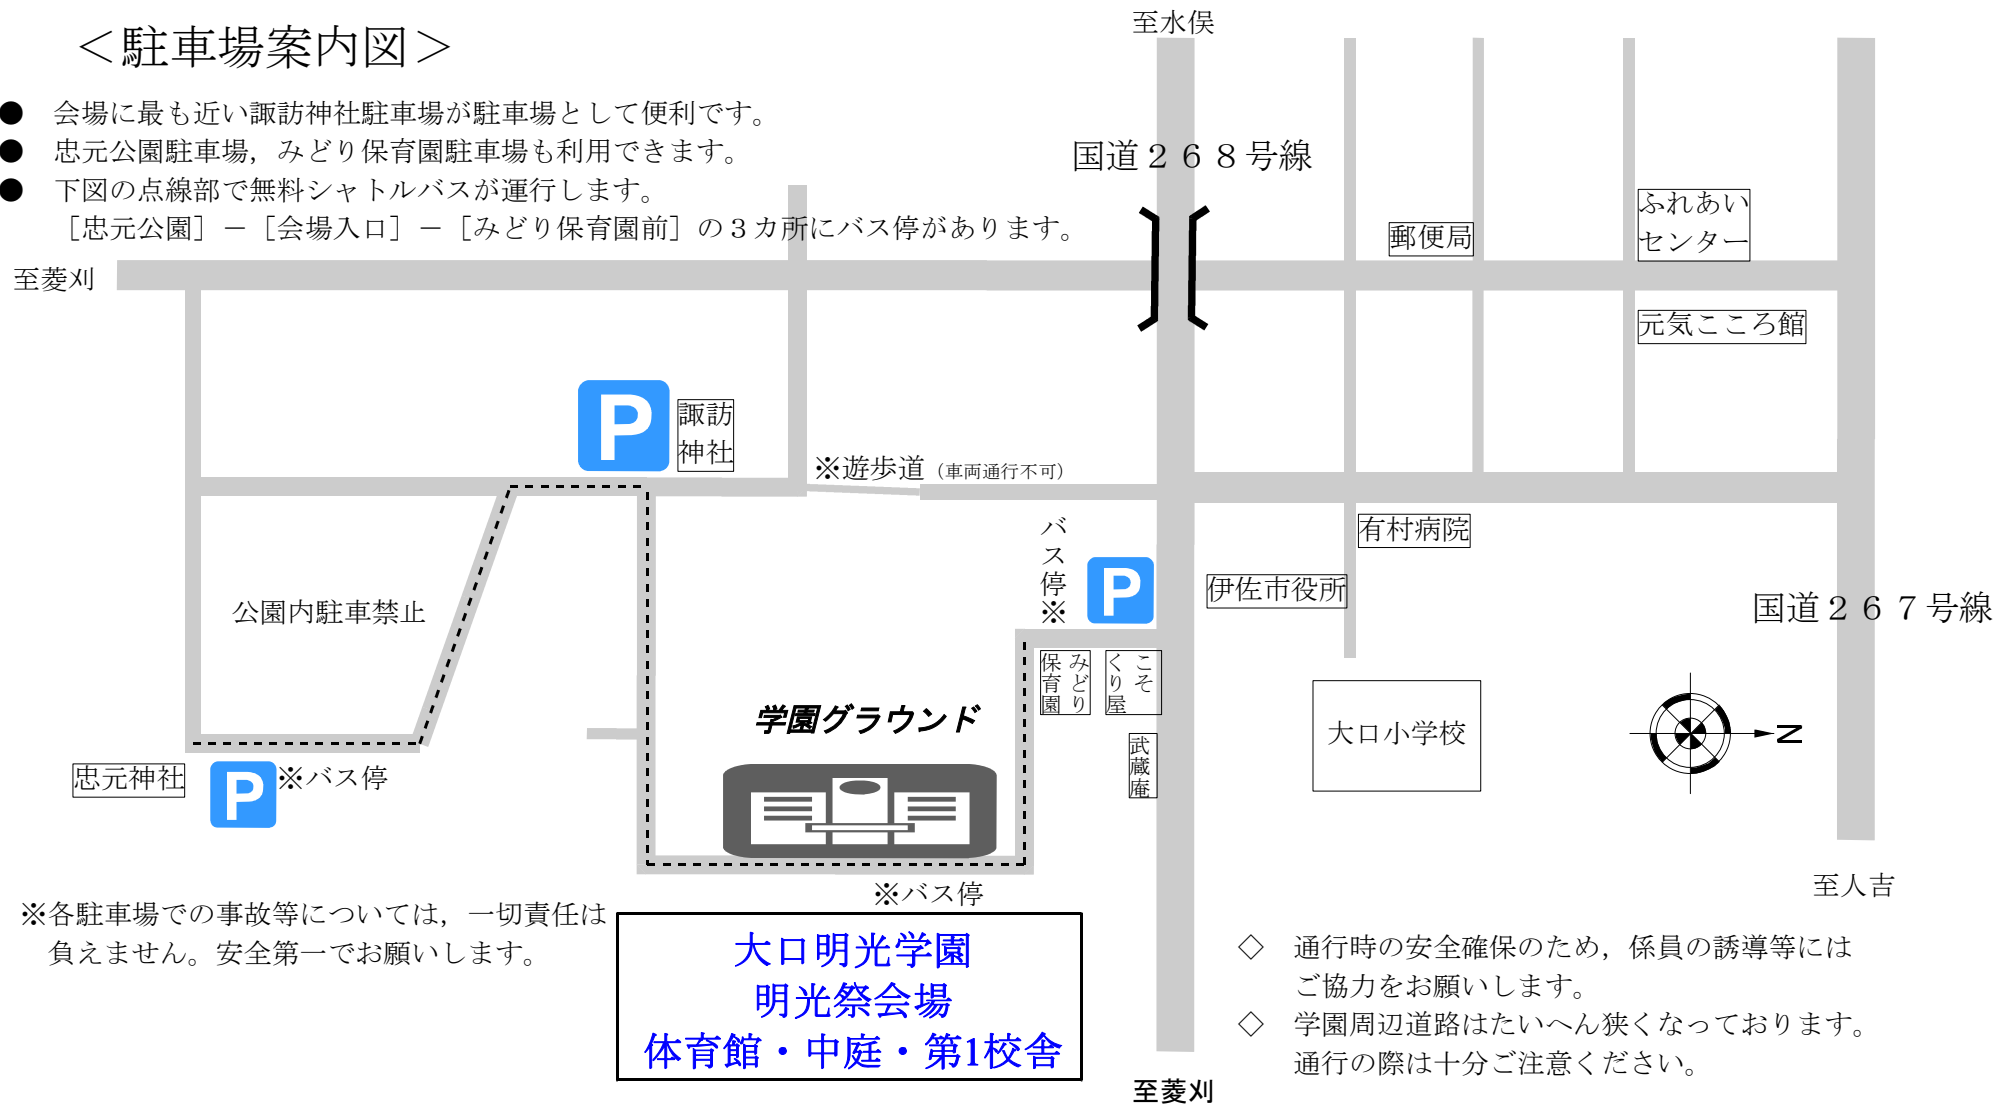 ＜駐車場案内図＞
● 会場に最も近い諏訪神社駐車場が駐車場として便利です。
● 忠元公園駐車場，みどり保育園駐車場も利用できます。
● 下図の点線部で無料シャトルバスが運行します。
［忠元公園］－［会場入口］－［みどり保育園前］の３カ所にバス停があります。
至水俣
国道２６８号線
郵便局
ふれあい
センター
至菱刈
元気こころ館
P
諏訪
神社
※遊歩道（車両通行不可）
バス停※
P
有村病院
伊佐市役所
国道２６７号線
公園内駐車禁止
みどり
保育園
こそ
くり屋
学園グラウンド
武蔵庵
大口小学校
N
忠元神社
P
※バス停
※バス停
至人吉
※各駐車場での事故等については，一切責任は
負えません。安全第一でお願いします。
大口明光学園
明光祭会場
体育館・中庭・第1校舎
◇ 通行時の安全確保のため，係員の誘導等には
ご協力をお願いします。
◇ 学園周辺道路はたいへん狭くなっております。
通行の際は十分ご注意ください。
至菱刈